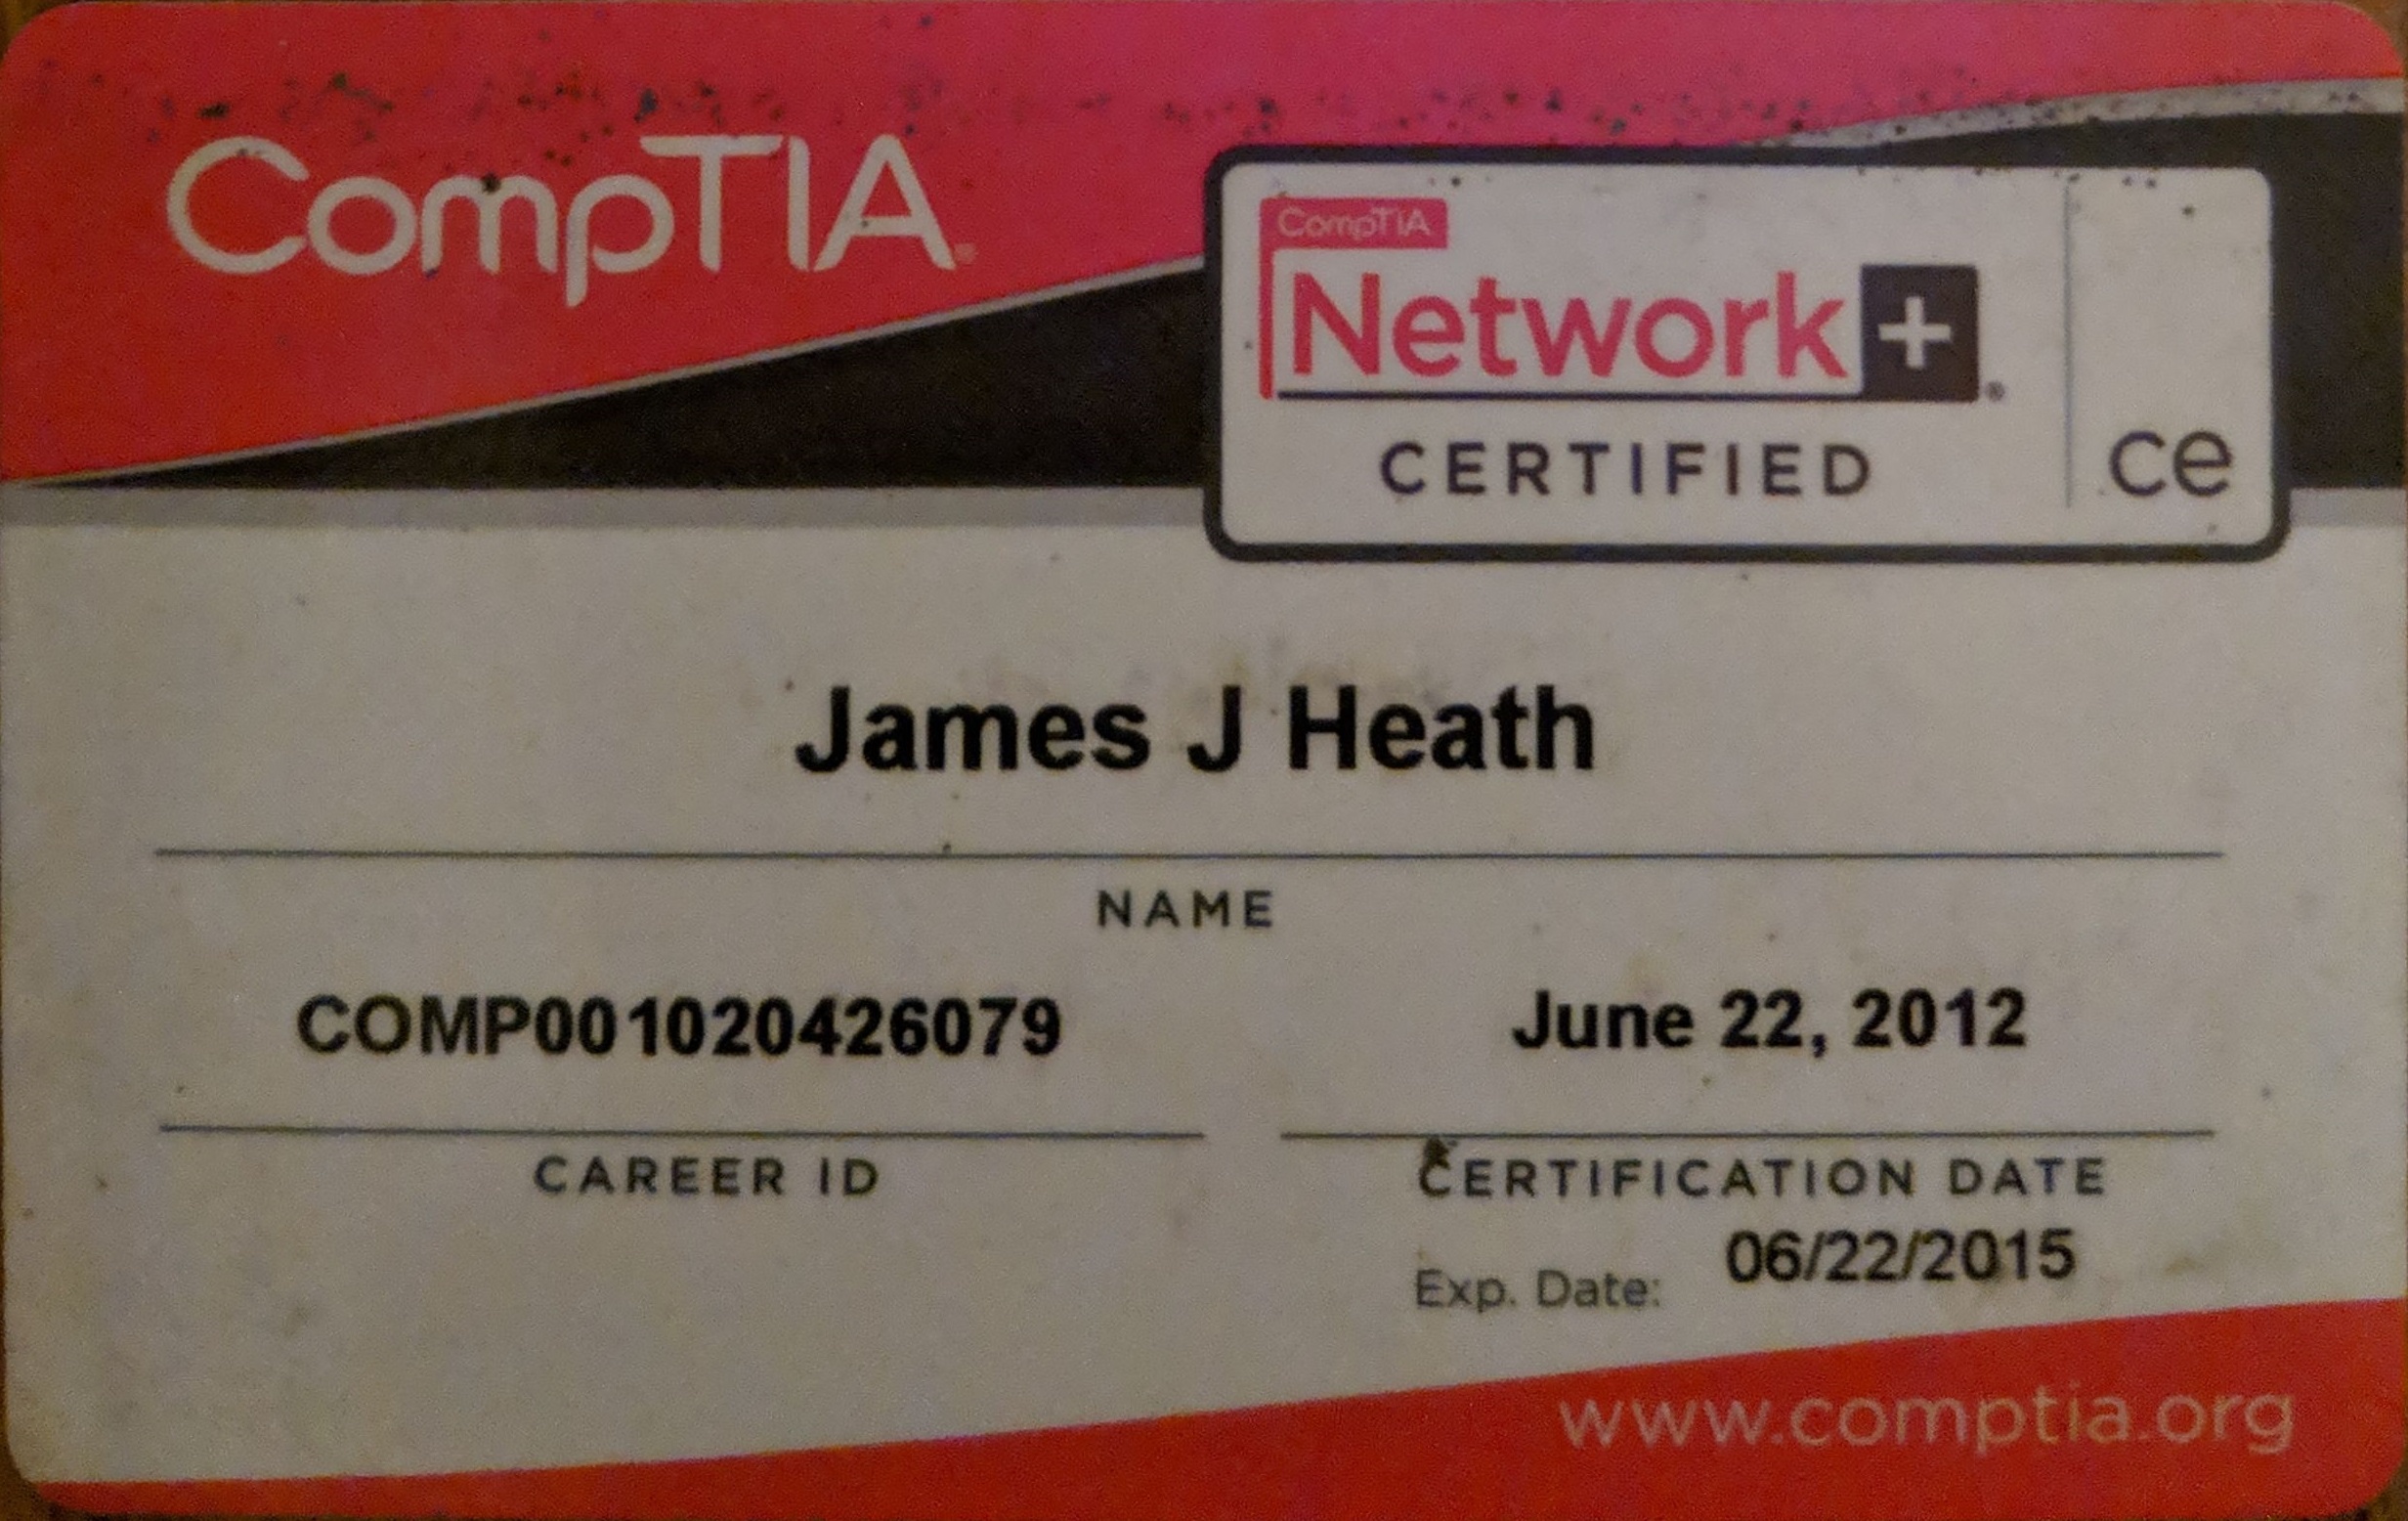 CompTIA®
CompTIA
Network+®
CERTIFIED
ce
James J Heath
NAME
COMP001020426079
June 22, 2012
CAREER ID
CERTIFICATION DATE
Exp. Date: 06/22/2015
www.comptia.org